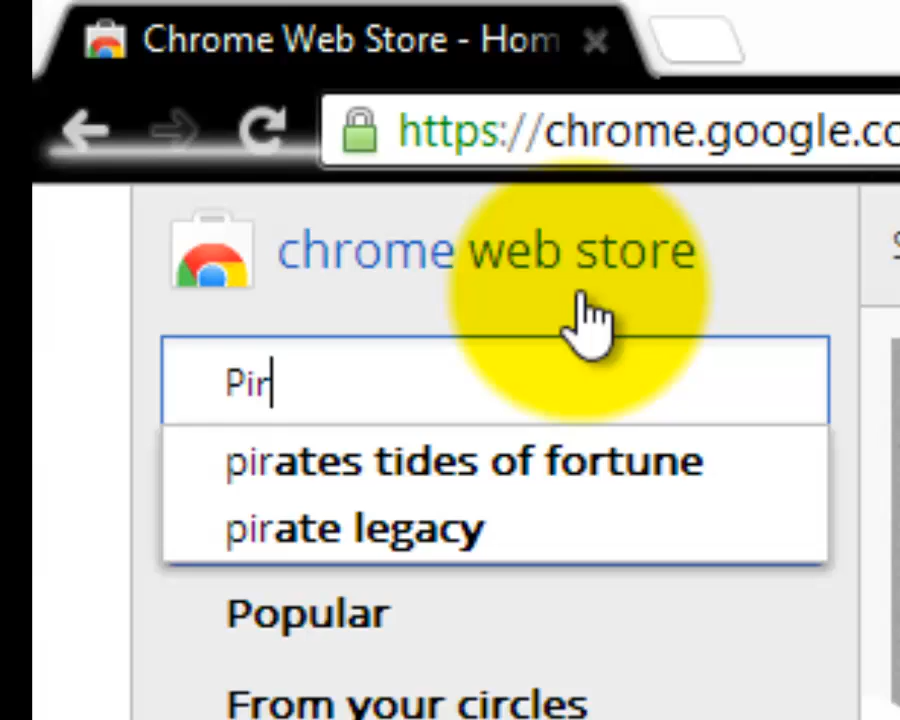 Chrome Web Store - Hom
https://chrome.google.co
chrome web store
Pir
pirates tides of fortune
pirate legacy
Popular
From your circles